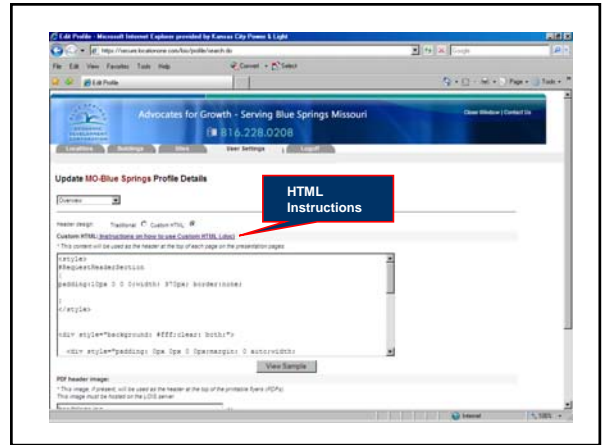 Edit Profile - Microsoft Internet Explorer provided by Kansas City Power & Light
https://secure.locationone.com/lois/profile/search.do
Google
File Edit View Favorites Tools Help
Convert
Select
Edit Profile
Page
Tools
Advocates for Growth - Serving Blue Springs Missouri
816.228.0208
Close Window | Contact Us
Locations Buildings Sites User Settings Logoff
Update MO-Blue Springs Profile Details
HTML
Instructions
Overview
Header design: Traditional Custom HTML
Custom HTML: Instructions on how to use Custom HTML (.doc)
* This content will be used as the header at the top of each page on the presentation pages
<style>
#RequestHeaderSection
{
padding:10px 0 0 0;width: 970px; border:none;
}
</style>
<div style="background: #fff;clear: both;">
<div style="padding: 0px 0px 0 0px;margin: 0 auto;width:
View Sample
PDF header image:
* This image, if present, will be used as the header at the top of the printable flyers (PDFs)
This image must be hosted on the LOIS server
Internet
100%